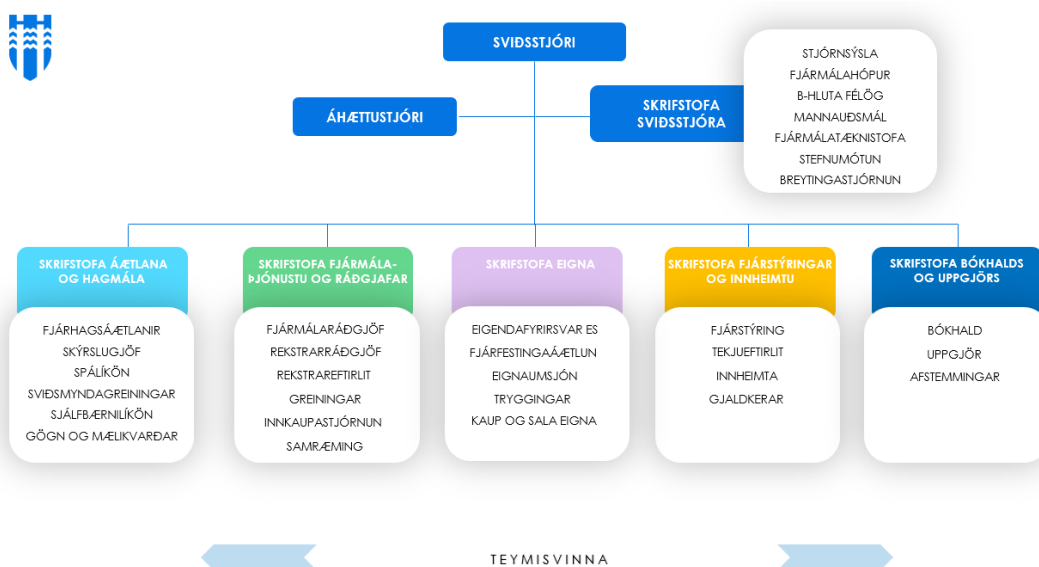 SVIÐSSTJÓRI
ÁHÆTTUSTJÓRI
SKRIFSTOFA
SVIÐSSTJÓRA
STJÓRNSÝSLA
FJÁRMÁLAHÓPUR
B-HLUTA FÉLÖG
MANNAUÐSMÁL
FJÁRMÁLATÆKNISTOFA
STEFNUMÓTUN
BREYTINGASTJÓRNUN
SKRIFSTOFA ÁÆTLANA
OG HAGMÁLA
FJÁRHAGSÁÆTLANIR
SKÝRSLUGJÖF
SPÁLÍKÖN
SVIÐSMYNDAGREININGAR
SJÁLFBÆRNILÍKÖN
GÖGN OG MÆLIKVARÐAR
SKRIFSTOFA FJÁRMÁLA-
ÞJÓNUSTU OG RÁÐGJAFAR
FJÁRMÁLARÁÐGJÖF
REKSTRARRÁÐGJÖF
REKSTRAREFTIRLIT
GREININGAR
INNKAUPASTJÓRNUN
SAMRÆMING
SKRIFSTOFA EIGNA
EIGENDAFYRIRSVAR ES
FJÁRFESTINGAÁÆTLUN
EIGNAUMSJÓN
TRYGGINGAR
KAUP OG SALA EIGNA
SKRIFSTOFA FJÁRSTÝRINGAR
OG INNHEIMTU
FJÁRSTÝRING
TEKJUEFTIRLIT
INNHEIMTA
GJALDKERAR
SKRIFSTOFA BÓKHALDS
OG UPPGJÖRS
BÓKHALD
UPPGJÖR
AFSTEMMINGAR
TEYMISVINNA